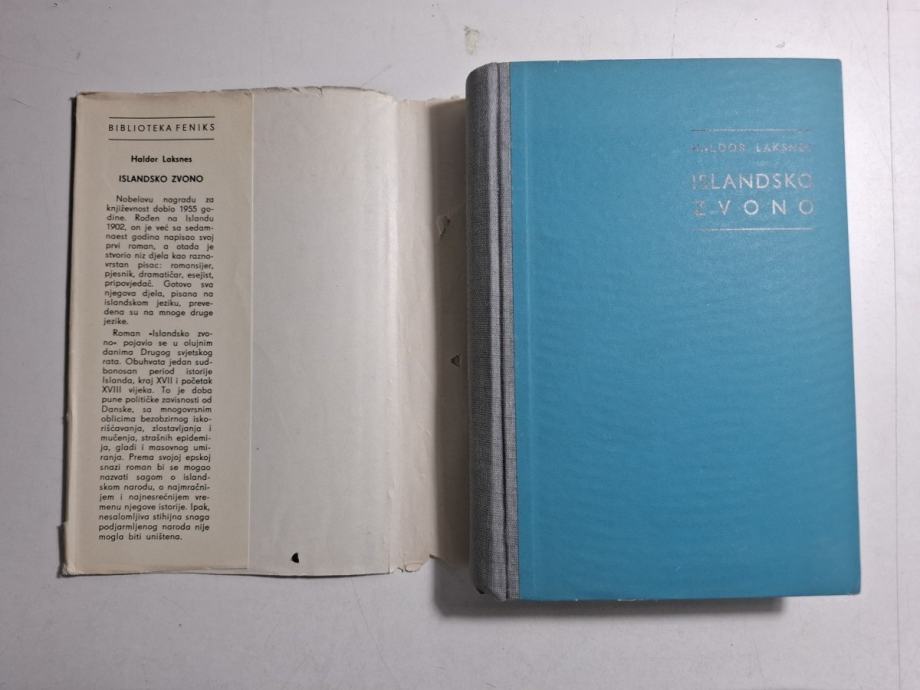 BIBLIOTEKA FENIKS
Haldor Laksnes
ISLANDSKO ZVONO
Nobelovu nagradu za
književnost dobio 1955 go-
dine. Rođen na Islandu
1902, on je već sa sedam-
naest godina napisao svoj
prvi roman, a otada je
stvorio niz djela kao razno-
vrstan pisac: romansijer,
pjesnik, dramatičar, esejist,
pripovjedač. Gotovo sva
njegova djela, pisana na
islandskom jeziku, preve-
dena su na mnoge druge
jezike.
Roman »Islandsko zvo-
no« pojavio se u olujnim
danima Drugog svjetskog
rata. Obuhvata jedan sud-
bonosan period istorije
Islanda, kraj XVII i početak
XVIII vijeka. To je doba
pune političke zavisnosti od
Danske, sa mnogovrsnim
oblicima bezobzirnog isko-
rišćavanja, zlostavljanja i
mučenja, strašnih epidemi-
ja, gladi i masovnog umi-
ranja. Prema svojoj epskoj
snazi roman bi se mogao
nazvati sagom o island-
skom narodu, o najmračni-
jem i najnesrećnijem vre-
menu njegove istorije. Ipak,
nesalomljiva stihijna snaga
podjarmljenog naroda nije
mogla biti uništena.
HALDOR LAKSNES
ISLANDSKO
ZVONO